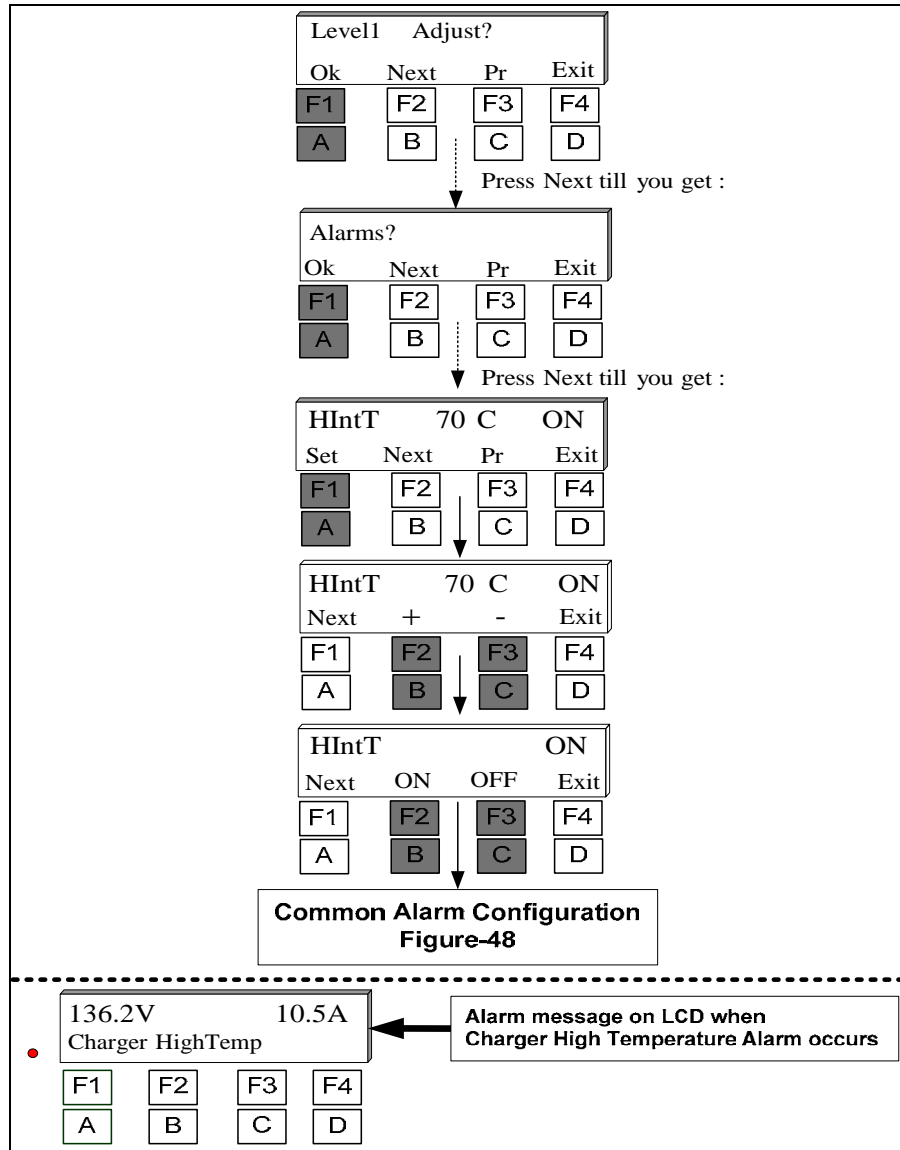 Level1 Adjust?
Ok Next Pr Exit
F1 F2 F3 F4
A B C D
Press Next till you get :
Alarms?
Ok Next Pr Exit
F1 F2 F3 F4
A B C D
Press Next till you get :
HIntT 70 C ON
Set Next Pr Exit
F1 F2 F3 F4
A B C D
HIntT 70 C ON
Next + - Exit
F1 F2 F3 F4
A B C D
HIntT ON
Next ON OFF Exit
F1 F2 F3 F4
A B C D
Common Alarm Configuration
Figure-48
136.2V 10.5A
Charger HighTemp
Alarm message on LCD when
Charger High Temperature Alarm occurs
F1 F2 F3 F4
A B C D